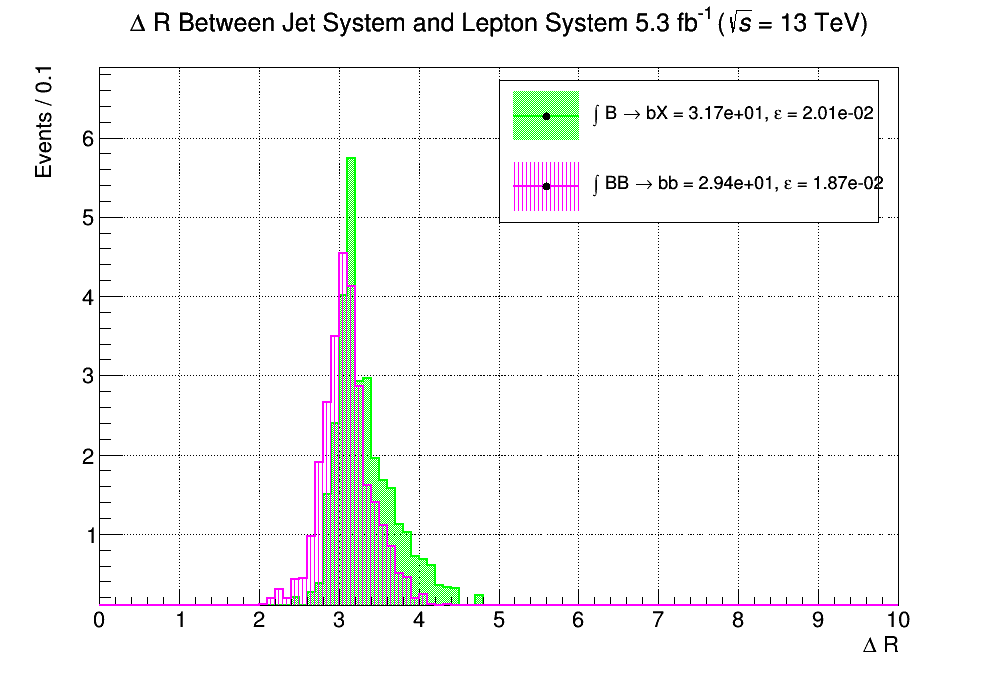 Δ R Between Jet System and Lepton System 5.3 fb⁻¹ (√s = 13 TeV)
Events / 0.1
∫ B → bX = 3.17e+01, ε = 2.01e-02
∫ BB → bb = 2.94e+01, ε = 1.87e-02
6
5
4
3
2
1
0 1 2 3 4 5 6 7 8 9 10
Δ R